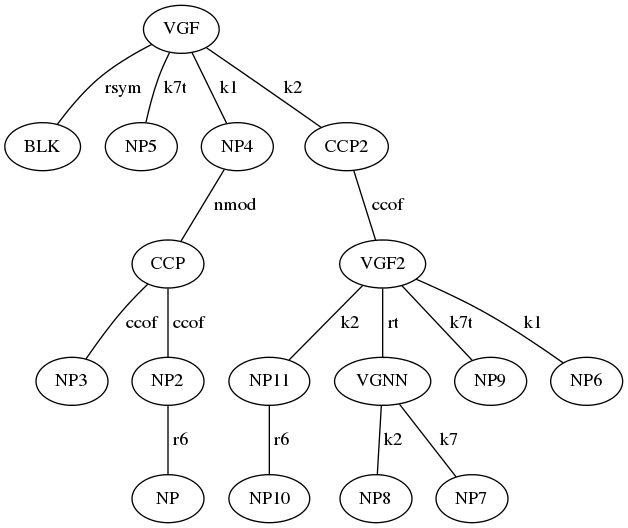 VGF
rsym k7t k1 k2
BLK NP5 NP4 CCP2
nmod ccof
CCP VGF2
ccof ccof k2 rt k7t k1
NP3 NP2 NP11 VGNN NP9 NP6
r6 r6 k2 k7
NP NP10 NP8 NP7